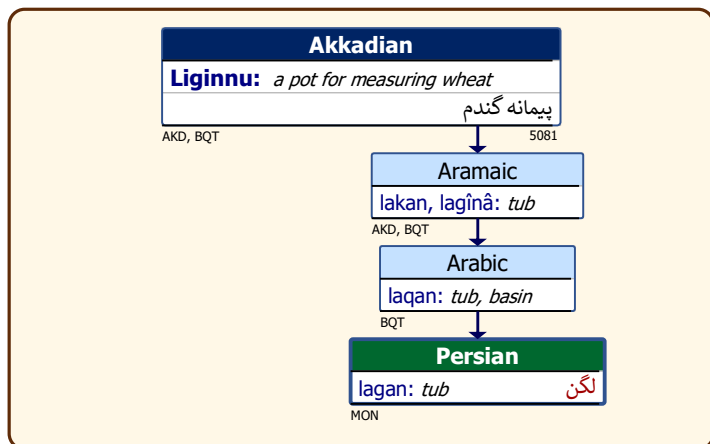 Akkadian
Liginnu: a pot for measuring wheat
پیمانه گندم
AKD, BQT 5081
Aramaic
lakan, lagînâ: tub
AKD, BQT
Arabic
laqan: tub, basin
BQT
Persian
lagan: tub لگن
MON